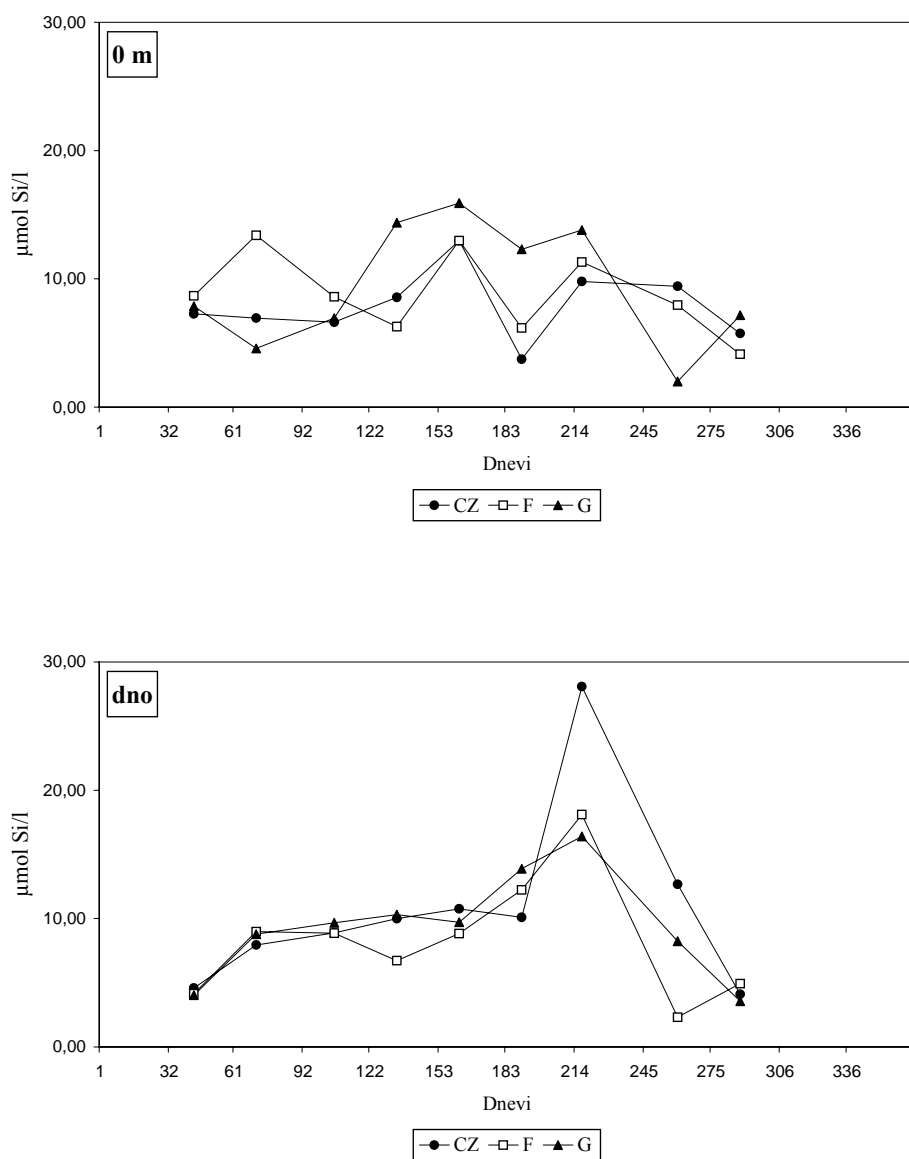 30,00
0 m
20,00
µmol Si/l
10,00
0,00
1 32 61 92 122 153 183 214 245 275 306 336
Dnevi
CZ F G
30,00
dno
20,00
µmol Si/l
10,00
0,00
1 32 61 92 122 153 183 214 245 275 306 336
Dnevi
CZ F G